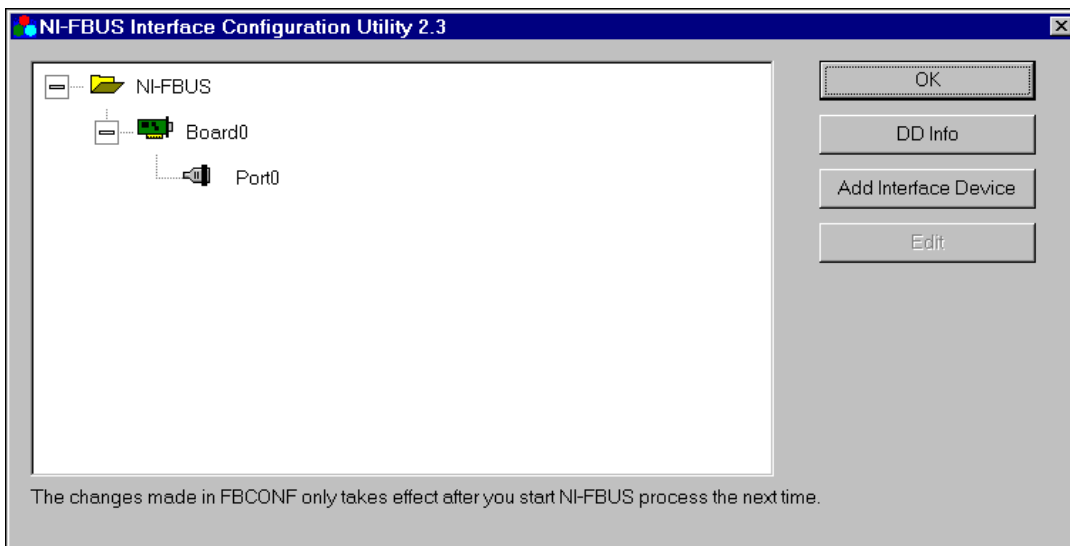 NI-FBUS Interface Configuration Utility 2.3
NI-FBUS
Board0
Port0
OK
DD Info
Add Interface Device
Edit
The changes made in FBCONF only takes effect after you start NI-FBUS process the next time.